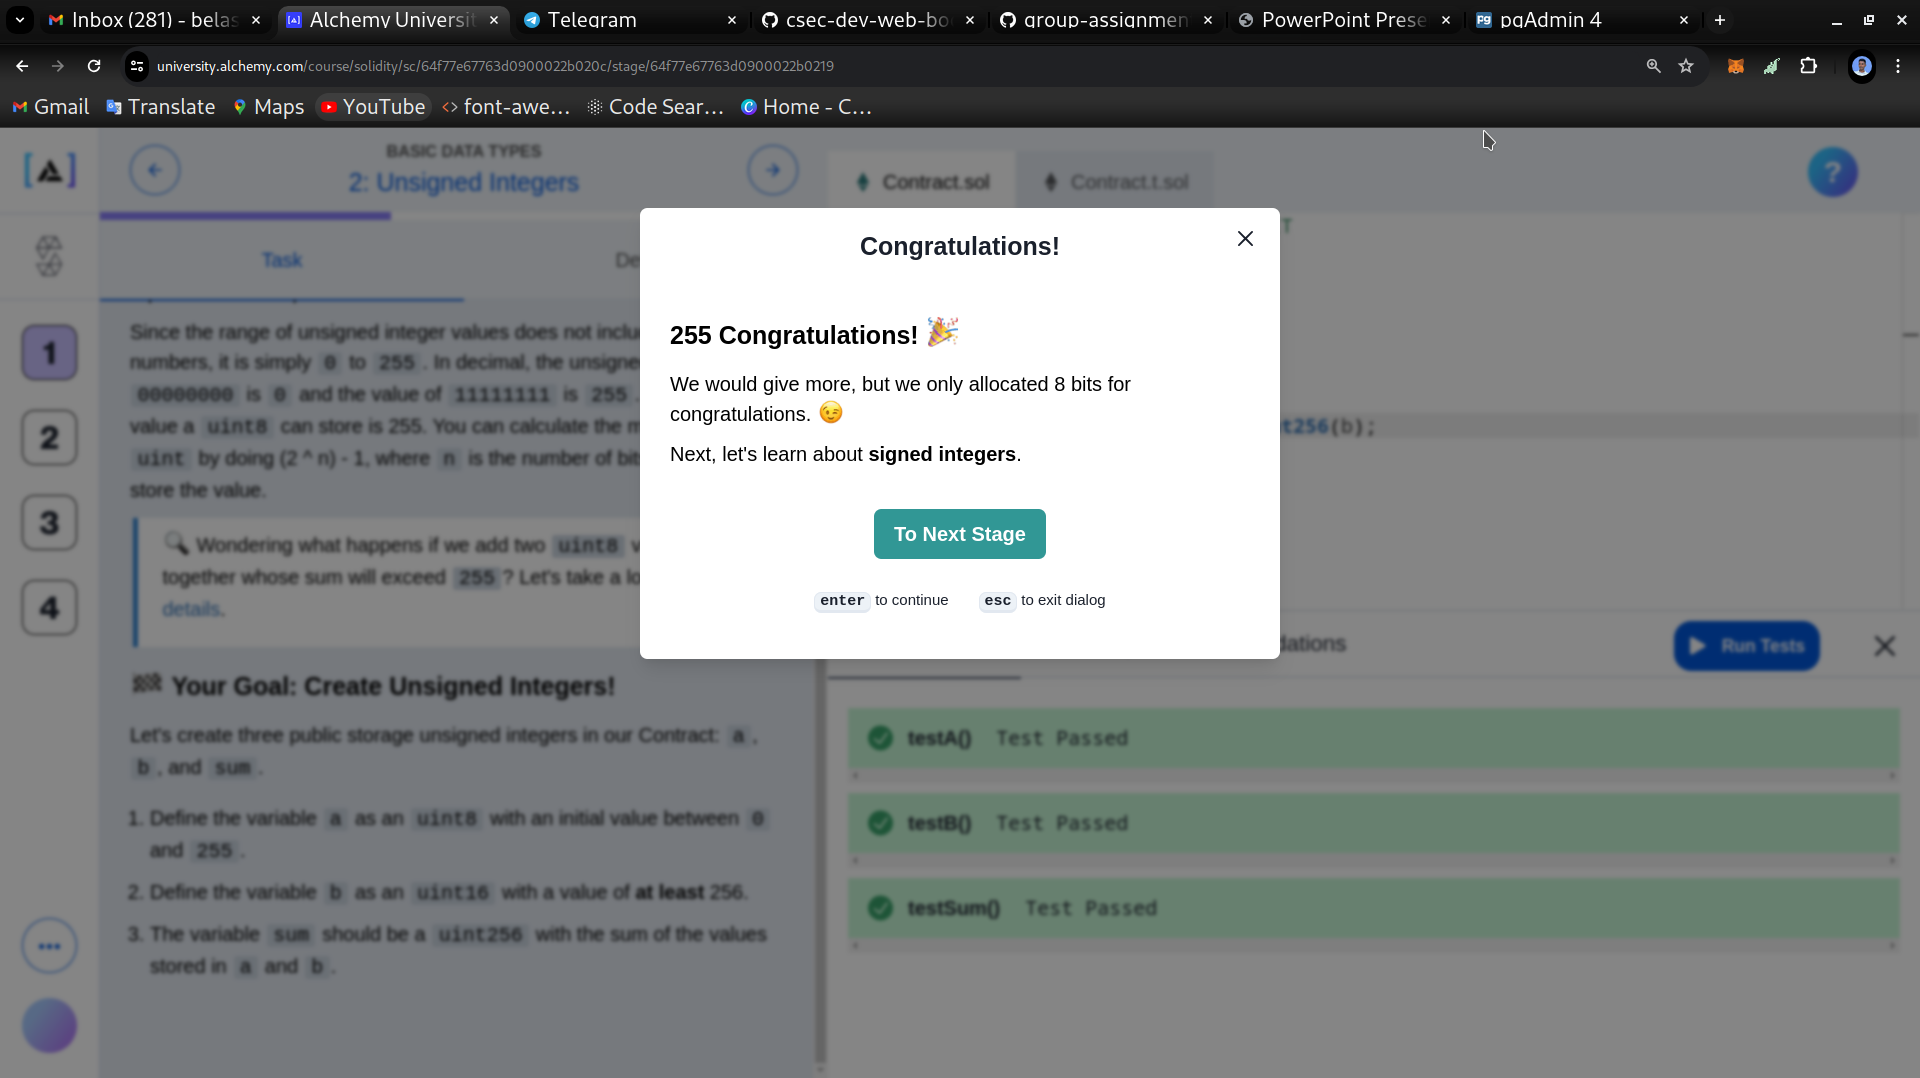 Inbox (281) - belas
Alchemy Universit
Telegram
csec-dev-web-bo
group-assignmen
PowerPoint Prese
pgAdmin 4
university.alchemy.com/course/solidity/sc/64f77e67763d0900022b020c/stage/64f77e67763d0900022b0219
Gmail
Translate
Maps
YouTube
font-awe...
Code Sear...
Home - C...
BASIC DATA TYPES
2: Unsigned Integers
Contract.sol
Contract.t.sol
?
Task
De
1
2
3
4
Since the range of unsigned integer values does not inclu
numbers, it is simply 0 to 255. In decimal, the unsigne
00000000 is 0 and the value of 11111111 is 255.
value a uint8 can store is 255. You can calculate the m
uint by doing (2 ^ n) - 1, where n is the number of bit
store the value.
🔍 Wondering what happens if we add two uint8 v
together whose sum will exceed 255? Let's take a lo
details.
🏁 Your Goal: Create Unsigned Integers!
Let's create three public storage unsigned integers in our Contract: a,
b, and sum.
1. Define the variable a as an uint8 with an initial value between 0
and 255.
2. Define the variable b as an uint16 with a value of at least 256.
3. The variable sum should be a uint256 with the sum of the values
stored in a and b.
Congratulations!
255 Congratulations! 🎉
We would give more, but we only allocated 8 bits for
congratulations. 😉
Next, let's learn about signed integers.
To Next Stage
enter to continue
esc to exit dialog
T
t256(b);
dations
Run Tests
testA() Test Passed
testB() Test Passed
testSum() Test Passed